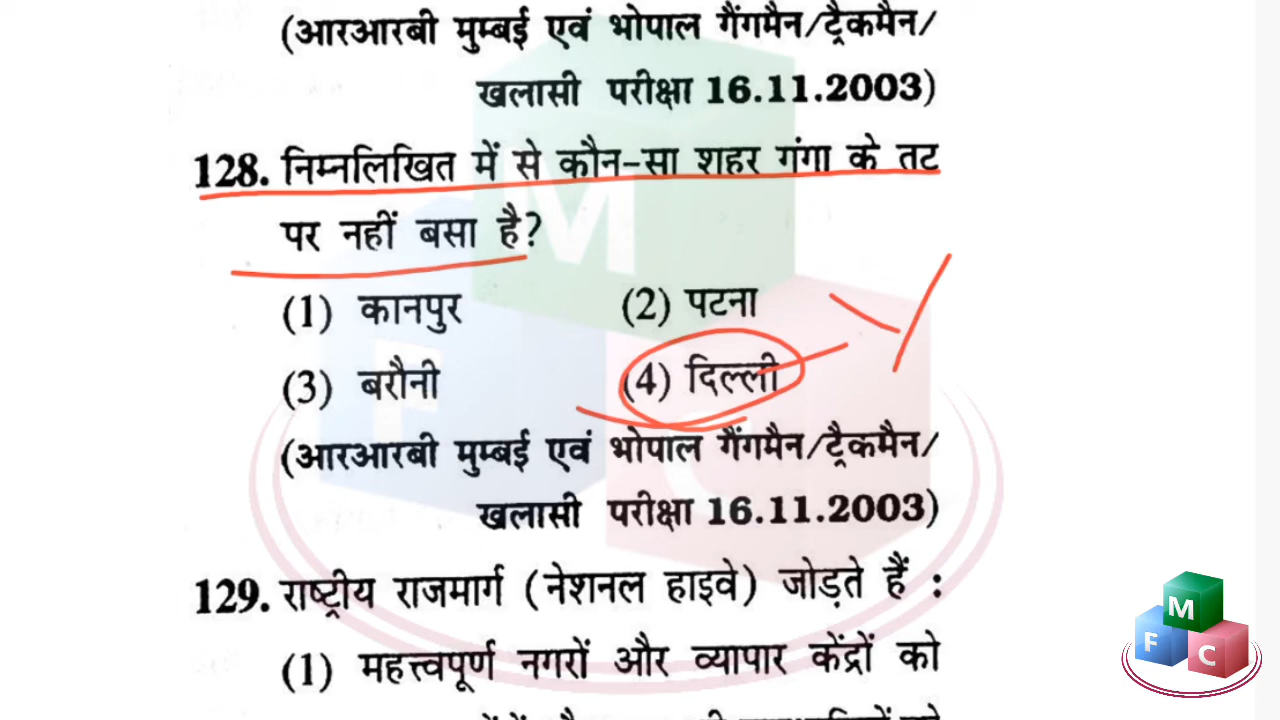 (आरआरबी मुम्बई एवं भोपाल गैंगमैन/ट्रैकमैन/
खलासी परीक्षा 16.11.2003)
128. निम्नलिखित में से कौन-सा शहर गंगा के तट
पर नहीं बसा है?
(1) कानपुर (2) पटना
(3) बरौनी (4) दिल्ली
(आरआरबी मुम्बई एवं भोपाल गैंगमैन/ट्रैकमैन/
खलासी परीक्षा 16.11.2003)
129. राष्ट्रीय राजमार्ग (नेशनल हाइवे) जोड़ते हैं :
(1) महत्त्वपूर्ण नगरों और व्यापार केंद्रों को
M
F
C
M
F
C